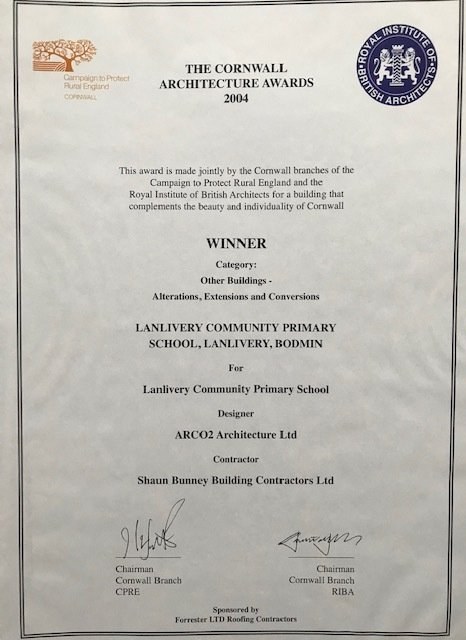 Campaign to Protect
Rural England
CORNWALL
ROYAL INSTITUTE OF
BRITISH ARCHITECTS
THE CORNWALL
ARCHITECTURE AWARDS
2004
This award is made jointly by the Cornwall branches of the
Campaign to Protect Rural England and the
Royal Institute of British Architects for a building that
complements the beauty and individuality of Cornwall
WINNER
Category:
Other Buildings -
Alterations, Extensions and Conversions
LANLIVERY COMMUNITY PRIMARY
SCHOOL, LANLIVERY, BODMIN
For
Lanlivery Community Primary School
Designer
ARCO2 Architecture Ltd
Contractor
Shaun Bunney Building Contractors Ltd
Chairman
Cornwall Branch
CPRE
Chairman
Cornwall Branch
RIBA
Sponsored by
Forrester LTD Roofing Contractors